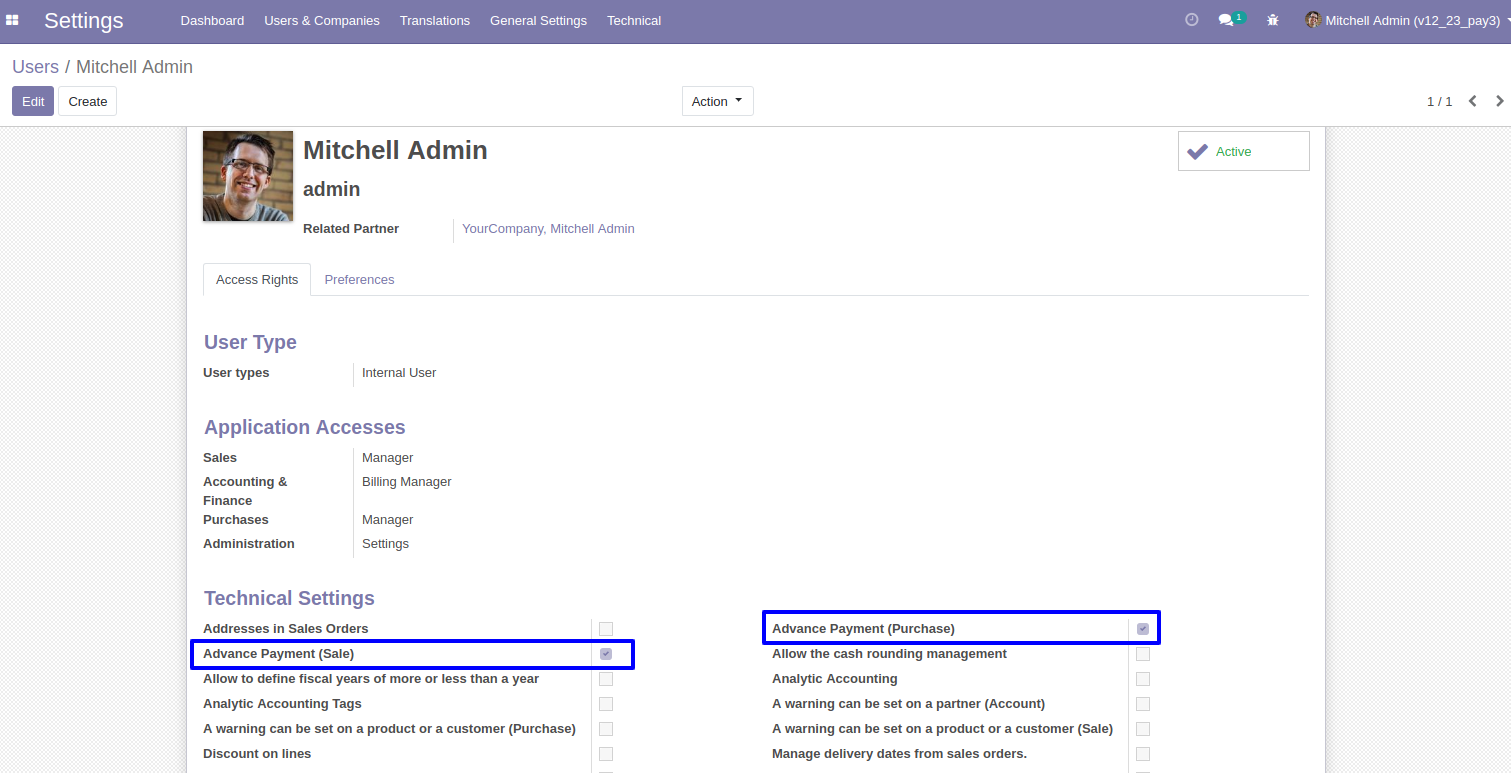 Settings Dashboard Users & Companies Translations General Settings Technical 1 Mitchell Admin (v12_23_pay3)
Users / Mitchell Admin
Edit Create Action 1 / 1
Mitchell Admin
Active
admin
Related Partner YourCompany, Mitchell Admin
Access Rights Preferences
User Type
User types Internal User
Application Accesses
Sales Manager
Accounting & Billing Manager
Finance
Purchases Manager
Administration Settings
Technical Settings
Addresses in Sales Orders Advance Payment (Purchase)
Advance Payment (Sale) Allow the cash rounding management
Allow to define fiscal years of more or less than a year Analytic Accounting
Analytic Accounting Tags A warning can be set on a partner (Account)
A warning can be set on a product or a customer (Purchase) A warning can be set on a product or a customer (Sale)
Discount on lines Manage delivery dates from sales orders.